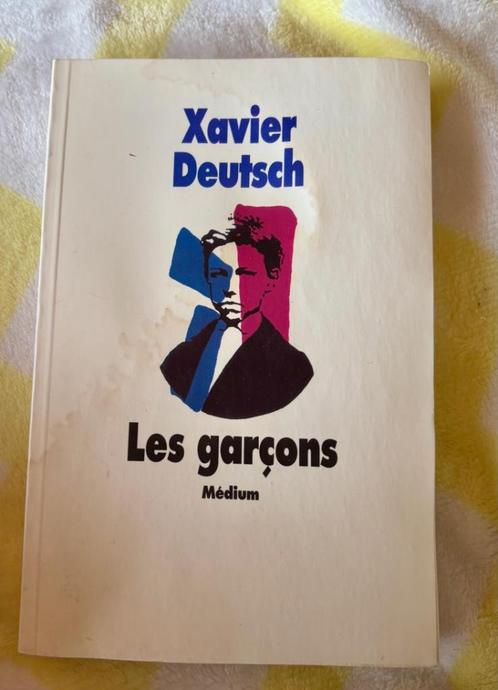 Xavier
Deutsch
Les garçons
Médium